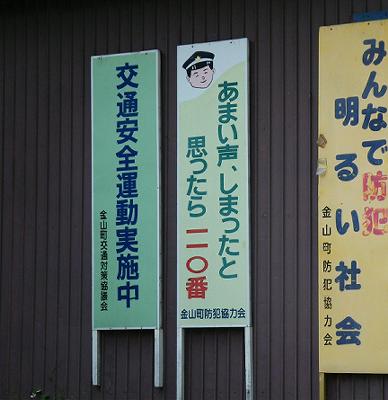 みんなで防犯
明るい社会
金山町防犯協力会
あまい声、しまったと
思ったら 一一〇番
金山町防犯協力会
交通安全運動実施中
金山町交通対策協議会